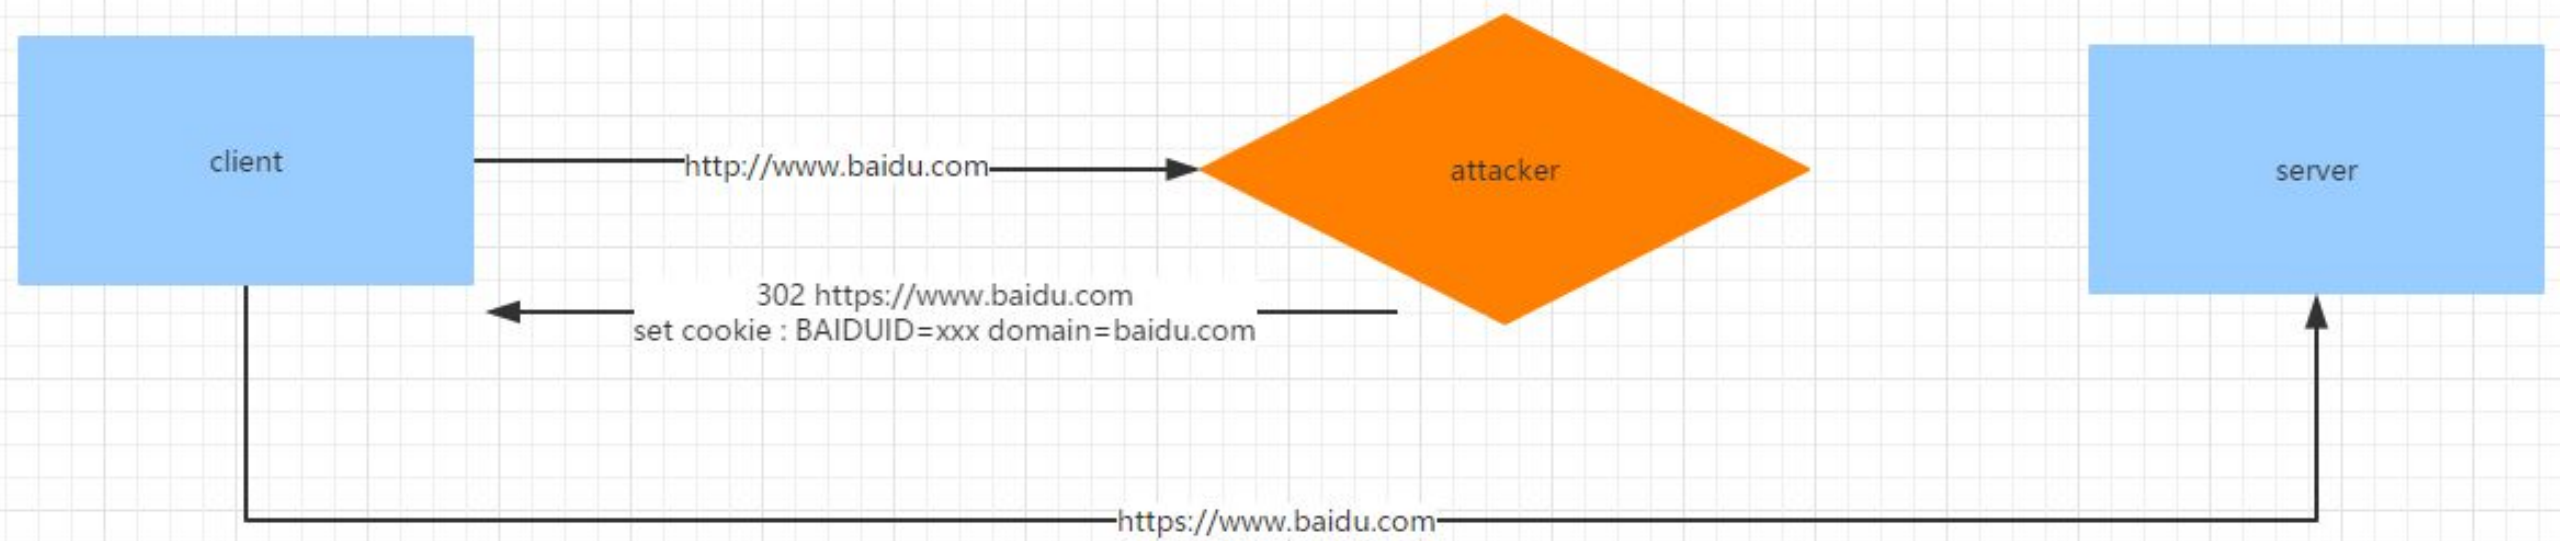 client
http://www.baidu.com
attacker
server
302 https://www.baidu.com
set cookie : BAIDUID=xxx domain=baidu.com
https://www.baidu.com